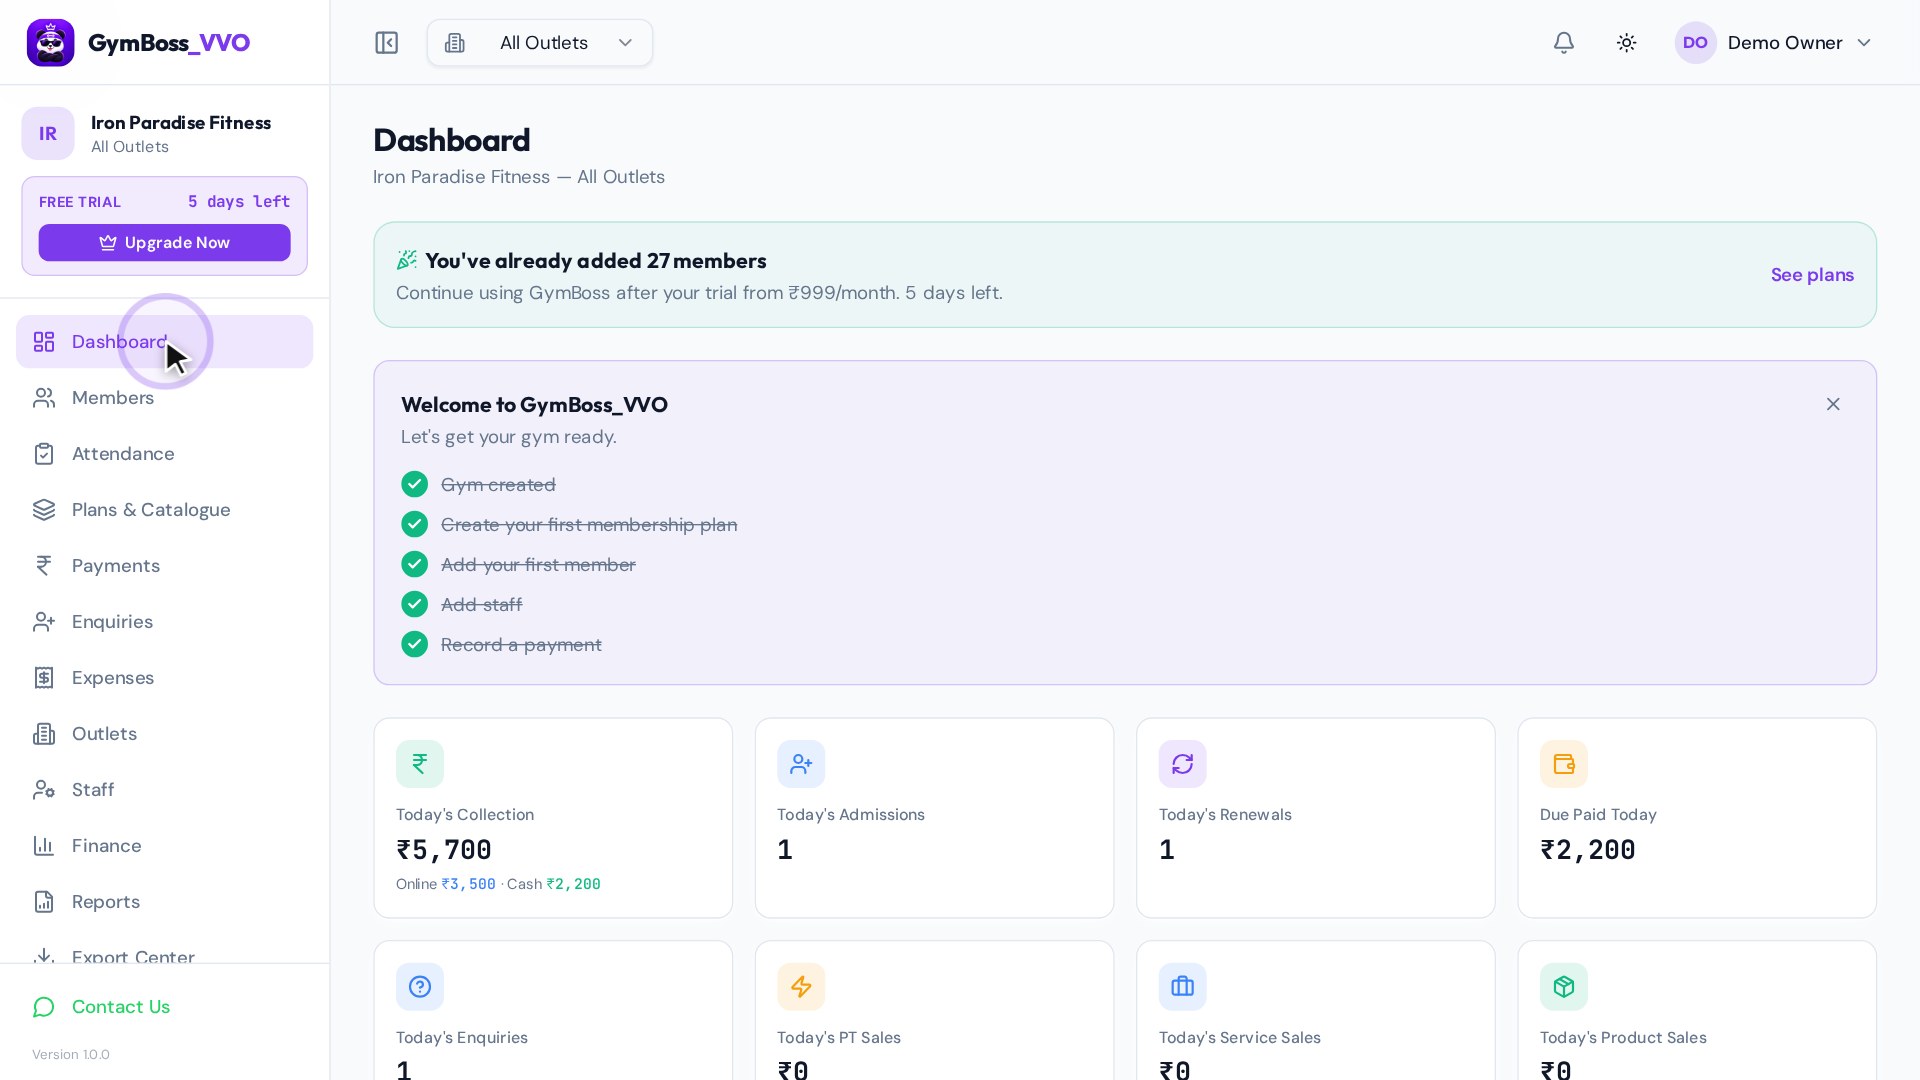 GymBoss_VVO
All Outlets
DO
Demo Owner
IR
Iron Paradise Fitness
All Outlets
FREE TRIAL
5 days left
Upgrade Now
Dashboard
Members
Attendance
Plans & Catalogue
Payments
Enquiries
Expenses
Outlets
Staff
Finance
Reports
Export Center
Contact Us
Version 1.0.0
Dashboard
Iron Paradise Fitness — All Outlets
You've already added 27 members
Continue using GymBoss after your trial from ₹999/month. 5 days left.
See plans
Welcome to GymBoss_VVO
Let's get your gym ready.
Gym created
Create your first membership plan
Add your first member
Add staff
Record a payment
Today's Collection
₹5,700
Online ₹3,500 · Cash ₹2,200
Today's Admissions
1
Today's Renewals
1
Due Paid Today
₹2,200
Today's Enquiries
1
Today's PT Sales
₹0
Today's Service Sales
₹0
Today's Product Sales
₹0